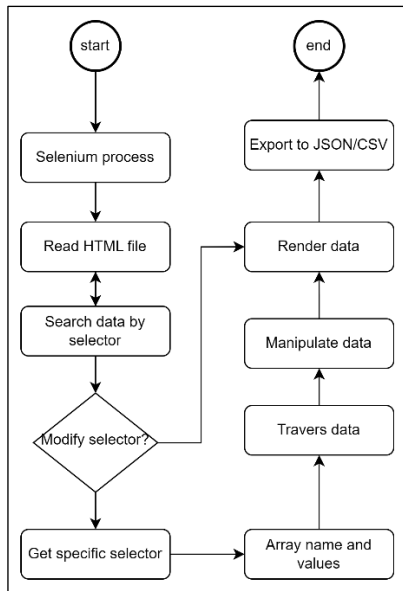 start
Selenium process
Read HTML file
Search data by
selector
Modify selector?
Get specific selector
end
Export to JSON/CSV
Render data
Manipulate data
Travers data
Array name and
values